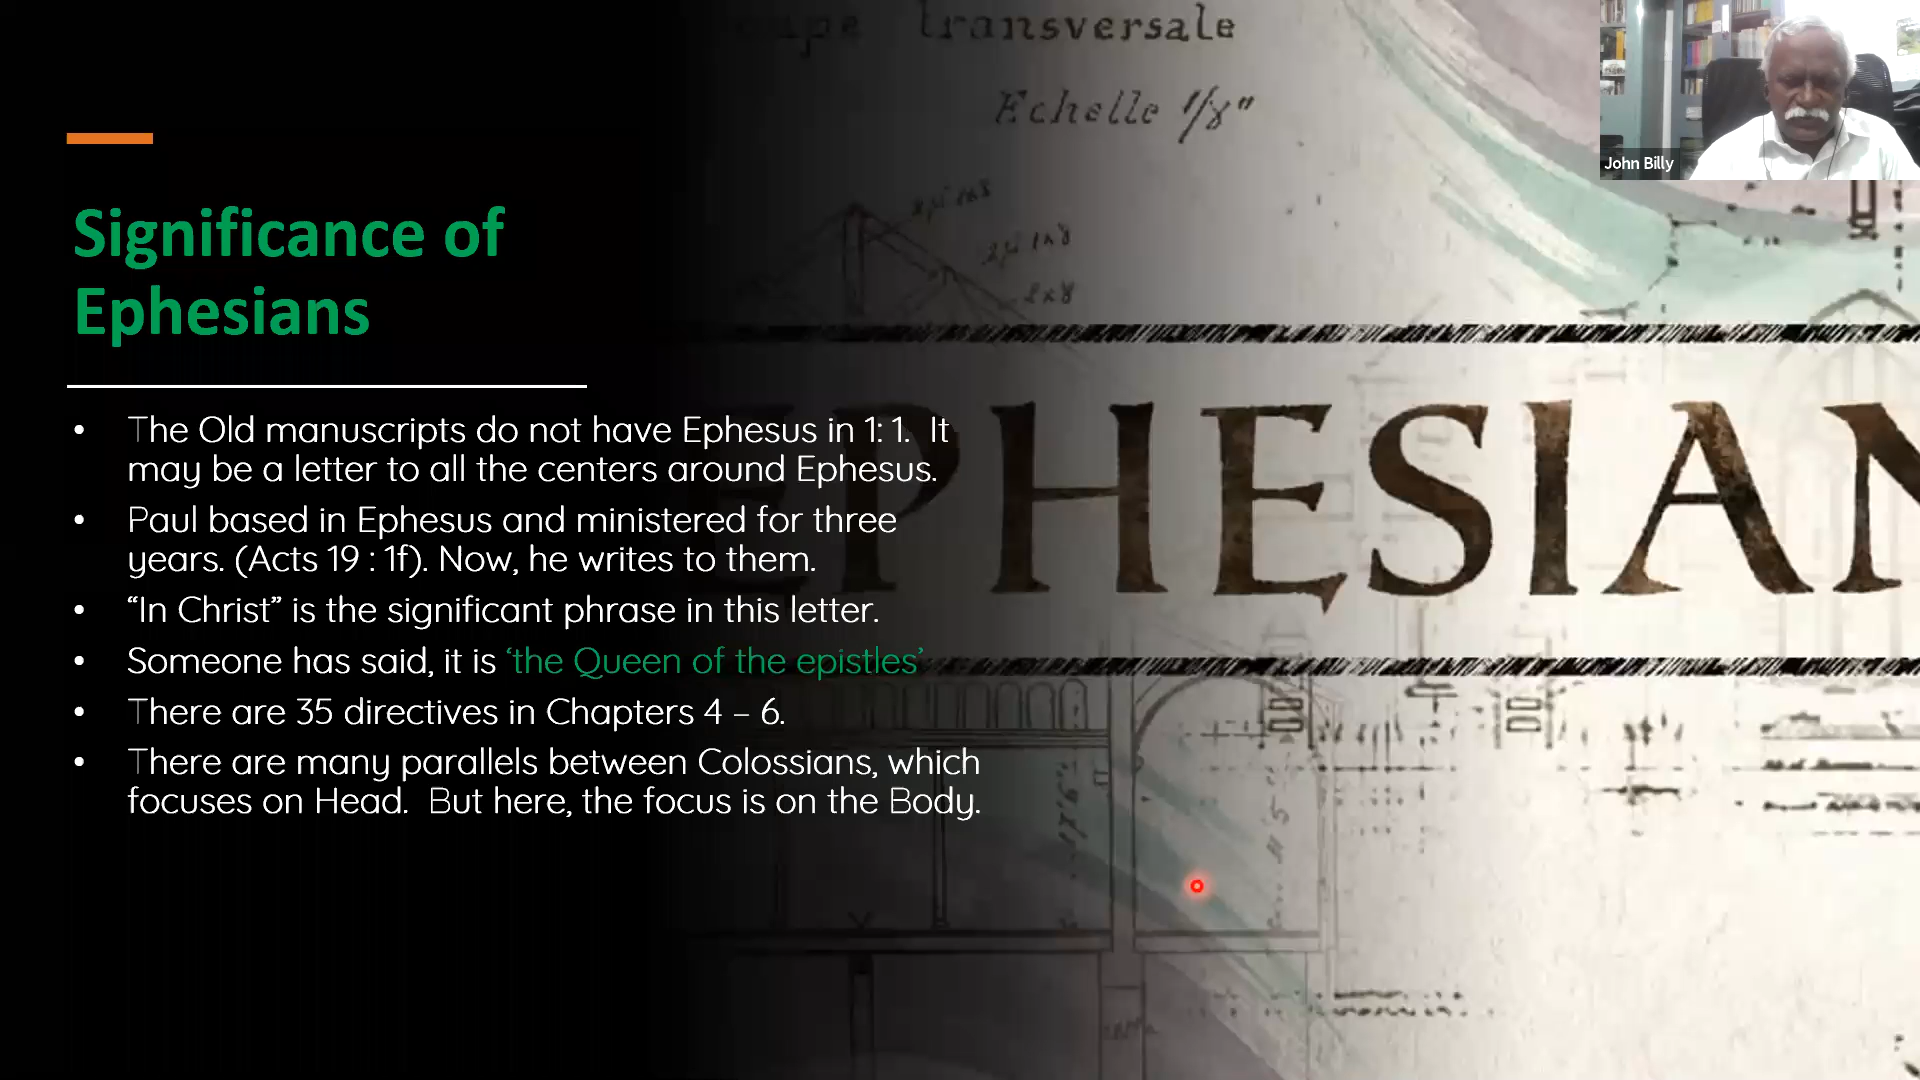 transversale
Echelle 1/8"
John Billy
Significance of
Ephesians
2x8
EPHESIAN
• The Old manuscripts do not have Ephesus in 1: 1.  It
may be a letter to all the centers around Ephesus.
• Paul based in Ephesus and ministered for three
years. (Acts 19 : 1f). Now, he writes to them.
• “In Christ” is the significant phrase in this letter.
• Someone has said, it is ‘the Queen of the epistles’
• There are 35 directives in Chapters 4 – 6.
• There are many parallels between Colossians, which
focuses on Head.  But here, the focus is on the Body.